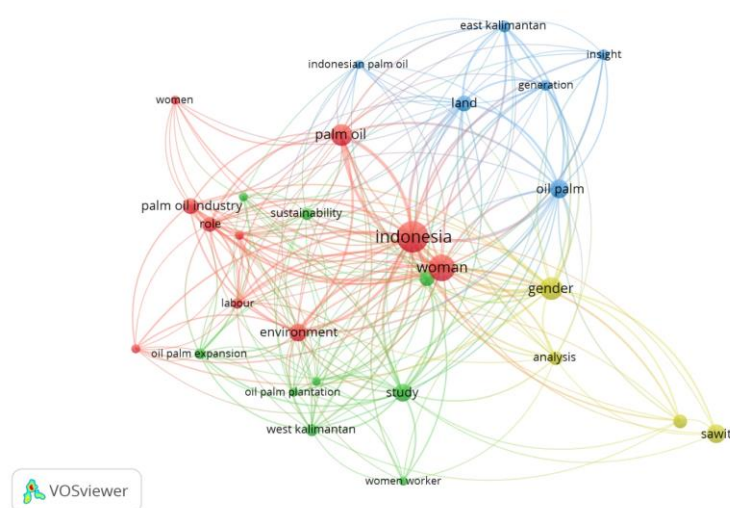 east kalimantan
insight
indonesian palm oil
generation
women
land
palm oil
oil palm
palm oil industry
sustainability
role
indonesia
woman
gender
labour
environment
oil palm expansion
analysis
oil palm plantation
study
west kalimantan
sawit
women worker
VOSviewer